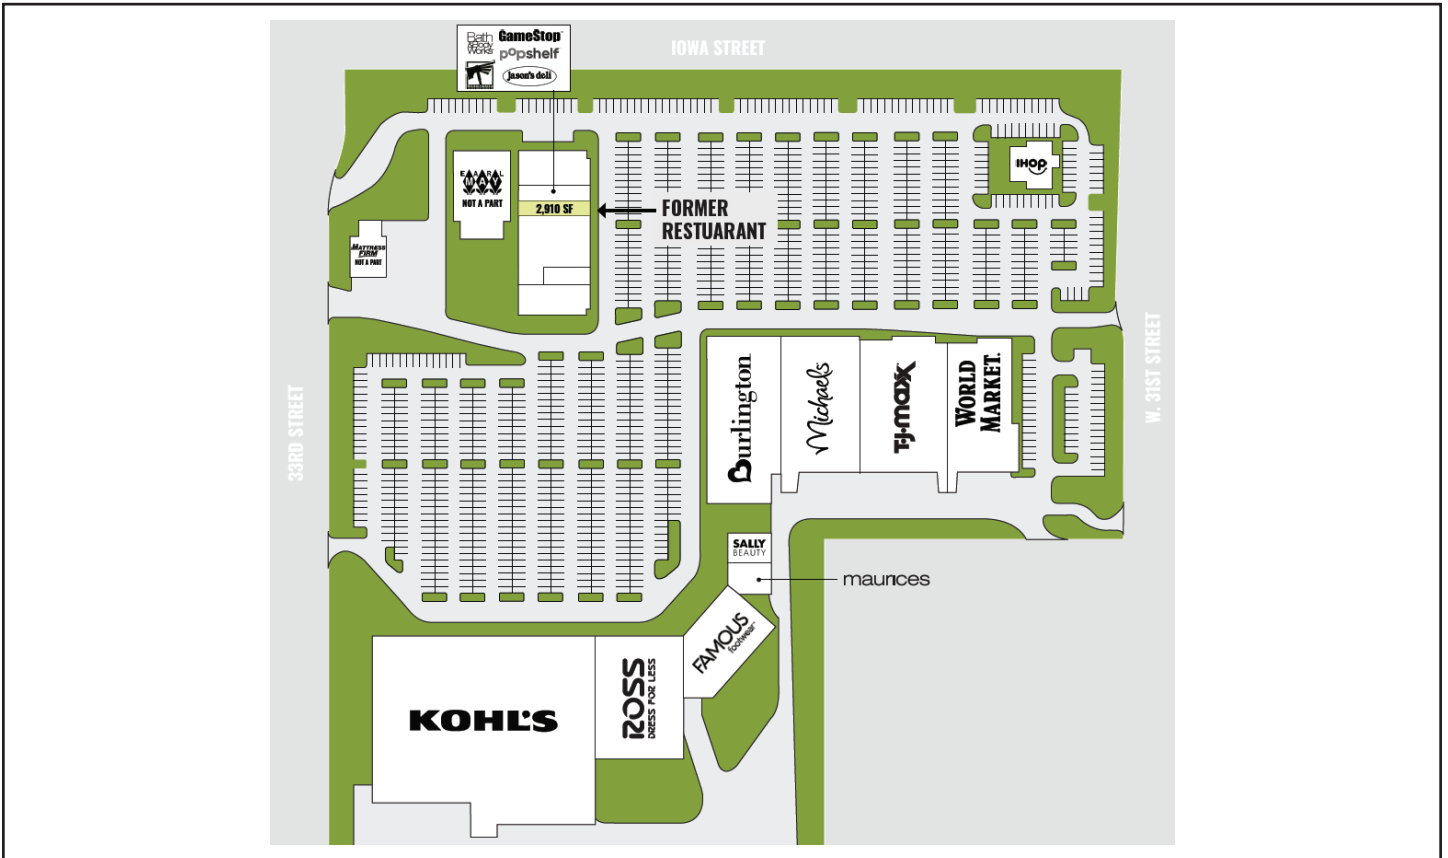 IOWA STREET
Bath
& Body
Works
GameStop
popshelf
jason's deli
EARL
MAY
NOT A PART
2,910 SF
FORMER
RESTUARANT
IHOP
MATTRESS
FIRM
NOT A PART
33RD STREET
W. 31ST STREET
Burlington
Michaels
T.J.maxx
WORLD
MARKET.
SALLY
BEAUTY
maurices
FAMOUS
footwear
ROSS
DRESS FOR LESS
KOHL'S